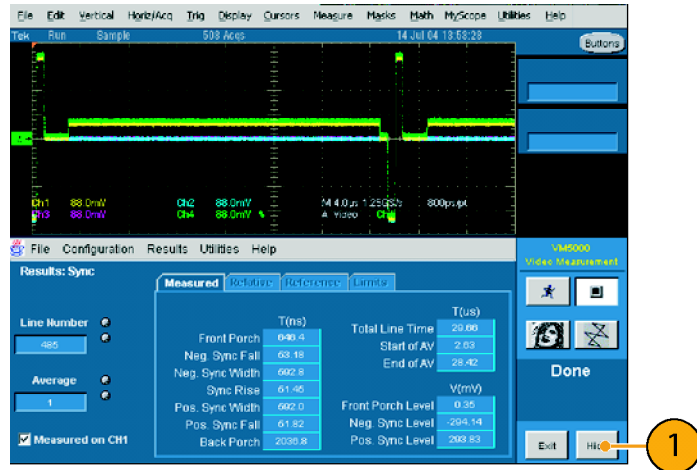 File Edit Vertical Horiz/Acq Trig Display Cursors Measure Masks Math MyScope Utilities Help
Tek Run Sample 508 Acqs 14 Jul 04 13:53:28
Buttons
Ch1 88.0mV Ch2 88.0mV M 4.0µs 1.25GS/s 800ps/pt
Ch3 88.0mV Ch4 88.0mV A Video
File Configuration Results Utilities Help
VM5000
Video Measurement
Results: Sync
Measured Relative Reference Limits
Line Number
485
Average
1
Measured on CH1
T(ns)
Front Porch 646.4
Neg. Sync Fall 63.18
Neg. Sync Width 602.8
Sync Rise 61.45
Pos. Sync Width 602.0
Pos. Sync Fall 61.82
Back Porch 2036.8
T(us)
Total Line Time 29.66
Start of AV 2.63
End of AV 28.42
V(mV)
Front Porch Level 0.35
Neg. Sync Level -294.14
Pos. Sync Level 293.83
Done
Exit
1